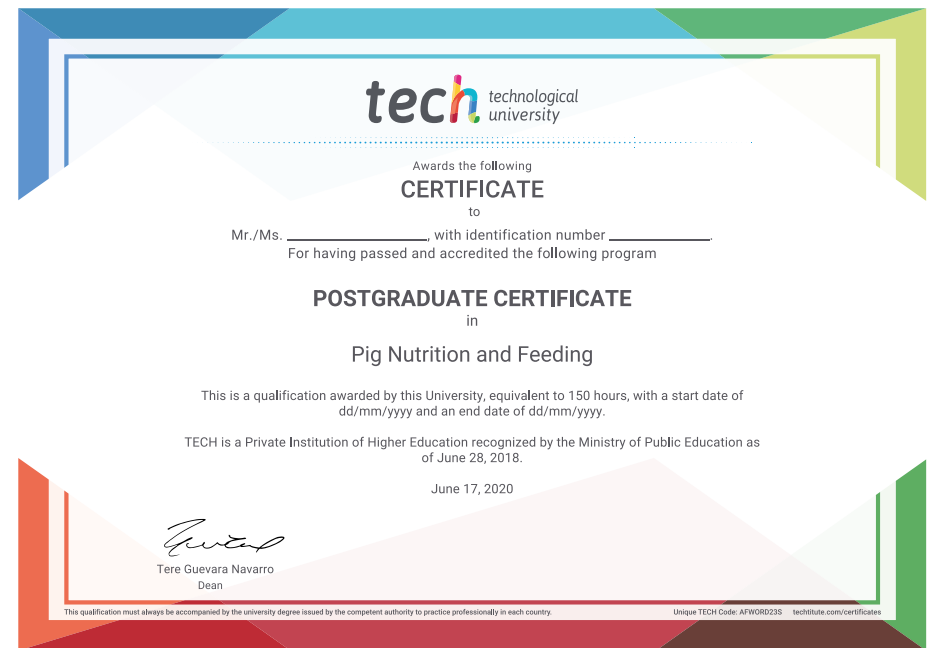 tech technological
university
Awards the following
CERTIFICATE
to
Mr./Ms. ____________________, with identification number ______________.
For having passed and accredited the following program
POSTGRADUATE CERTIFICATE
in
Pig Nutrition and Feeding
This is a qualification awarded by this University, equivalent to 150 hours, with a start date of
dd/mm/yyyy and an end date of dd/mm/yyyy.
TECH is a Private Institution of Higher Education recognized by the Ministry of Public Education as
of June 28, 2018.
June 17, 2020
Tere Guevara Navarro
Dean
This qualification must always be accompanied by the university degree issued by the competent authority to practice professionally in each country.
Unique TECH Code: AFWORD23S techtitute.com/certificates